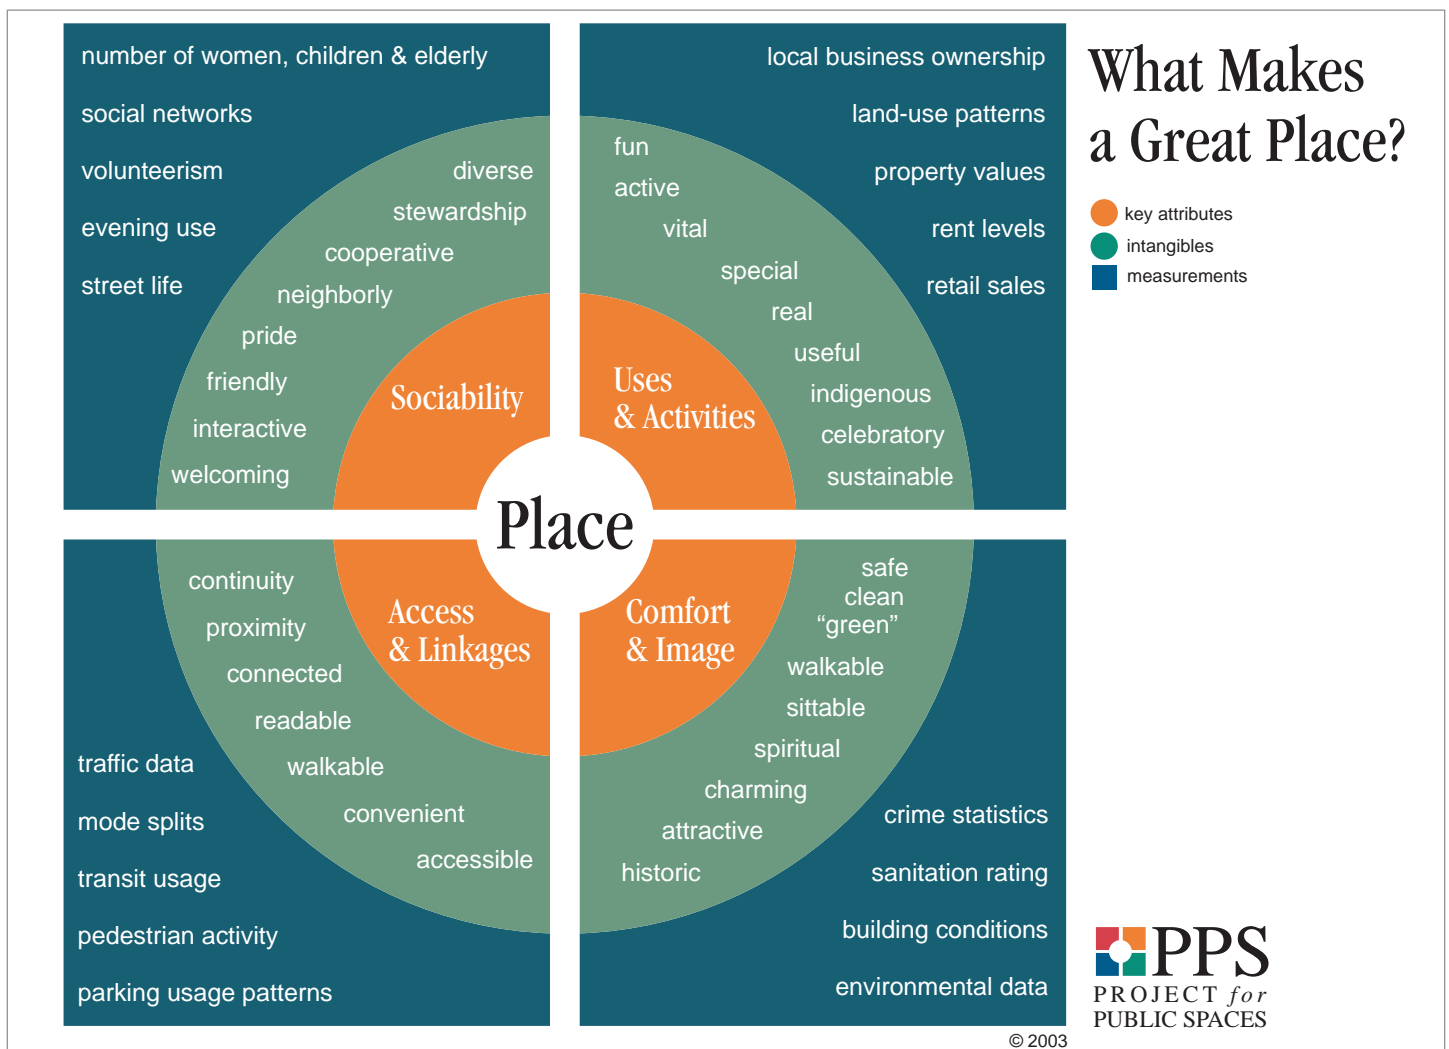 What Makes
a Great Place?
key attributes
intangibles
measurements
number of women, children & elderly
social networks
volunteerism
evening use
street life
diverse
stewardship
cooperative
neighborly
pride
friendly
interactive
welcoming
Sociability
local business ownership
land-use patterns
property values
rent levels
retail sales
fun
active
vital
special
real
useful
indigenous
celebratory
sustainable
Uses
& Activities
Place
continuity
proximity
connected
readable
walkable
convenient
accessible
Access
& Linkages
traffic data
mode splits
transit usage
pedestrian activity
parking usage patterns
Comfort
& Image
safe
clean
“green”
walkable
sittable
spiritual
charming
attractive
historic
crime statistics
sanitation rating
building conditions
environmental data
PPS
PROJECT for
PUBLIC SPACES
© 2003